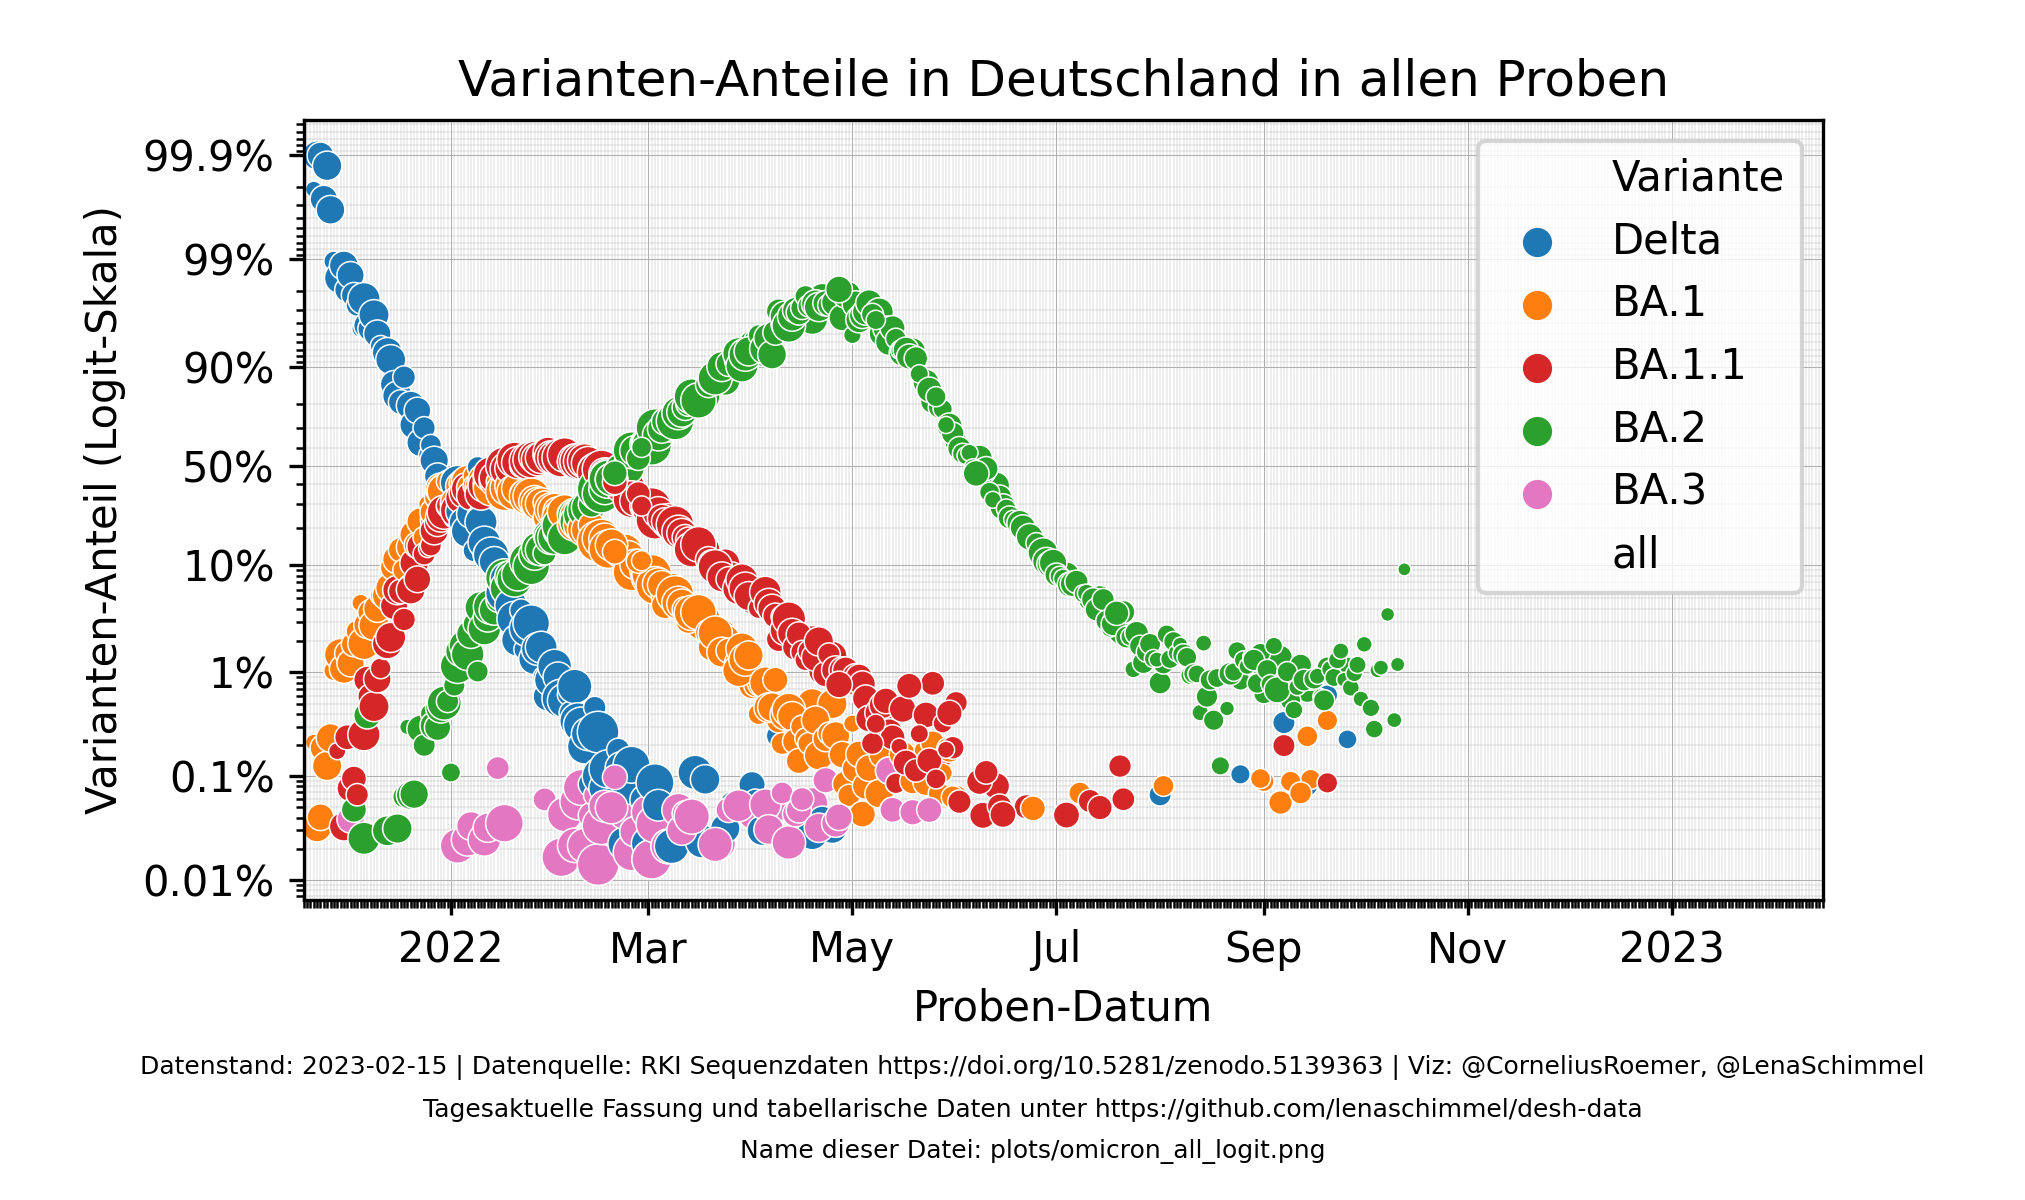 Varianten-Anteile in Deutschland in allen Proben
Varianten-Anteil (Logit-Skala)
99.9%
99%
90%
50%
10%
1%
0.1%
0.01%
Variante
Delta
BA.1
BA.1.1
BA.2
BA.3
all
2022 Mar May Jul Sep Nov 2023
Proben-Datum
Datenstand: 2023-02-15 | Datenquelle: RKI Sequenzdaten https://doi.org/10.5281/zenodo.5139363 | Viz: @CorneliusRoemer, @LenaSchimmel
Tagesaktuelle Fassung und tabellarische Daten unter https://github.com/lenaschimmel/desh-data
Name dieser Datei: plots/omicron_all_logit.png